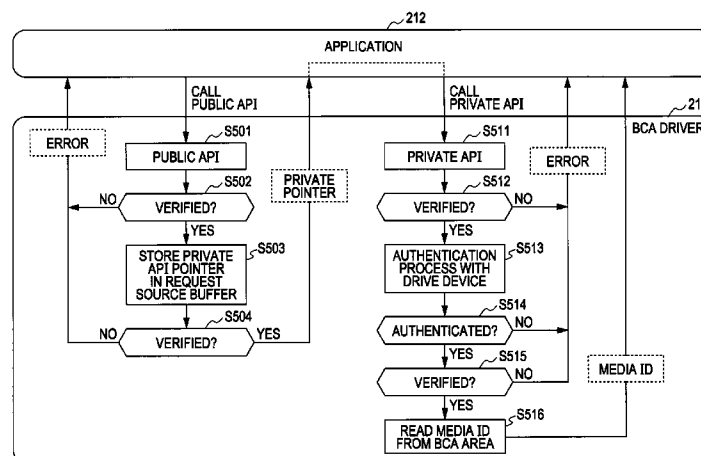 212
APPLICATION
CALL
PUBLIC API
CALL
PRIVATE API
BCA DRIVER
ERROR
S501
PUBLIC API
S502
NO
VERIFIED?
YES
S503
STORE PRIVATE
API POINTER
IN REQUEST
SOURCE BUFFER
S504
NO
VERIFIED?
YES
PRIVATE
POINTER
S511
PRIVATE API
S512
VERIFIED?
NO
YES
S513
AUTHENTICATION
PROCESS WITH
DRIVE DEVICE
S514
AUTHENTICATED?
NO
YES
S515
VERIFIED?
NO
YES
S516
READ MEDIA ID
FROM BCA AREA
ERROR
MEDIA ID